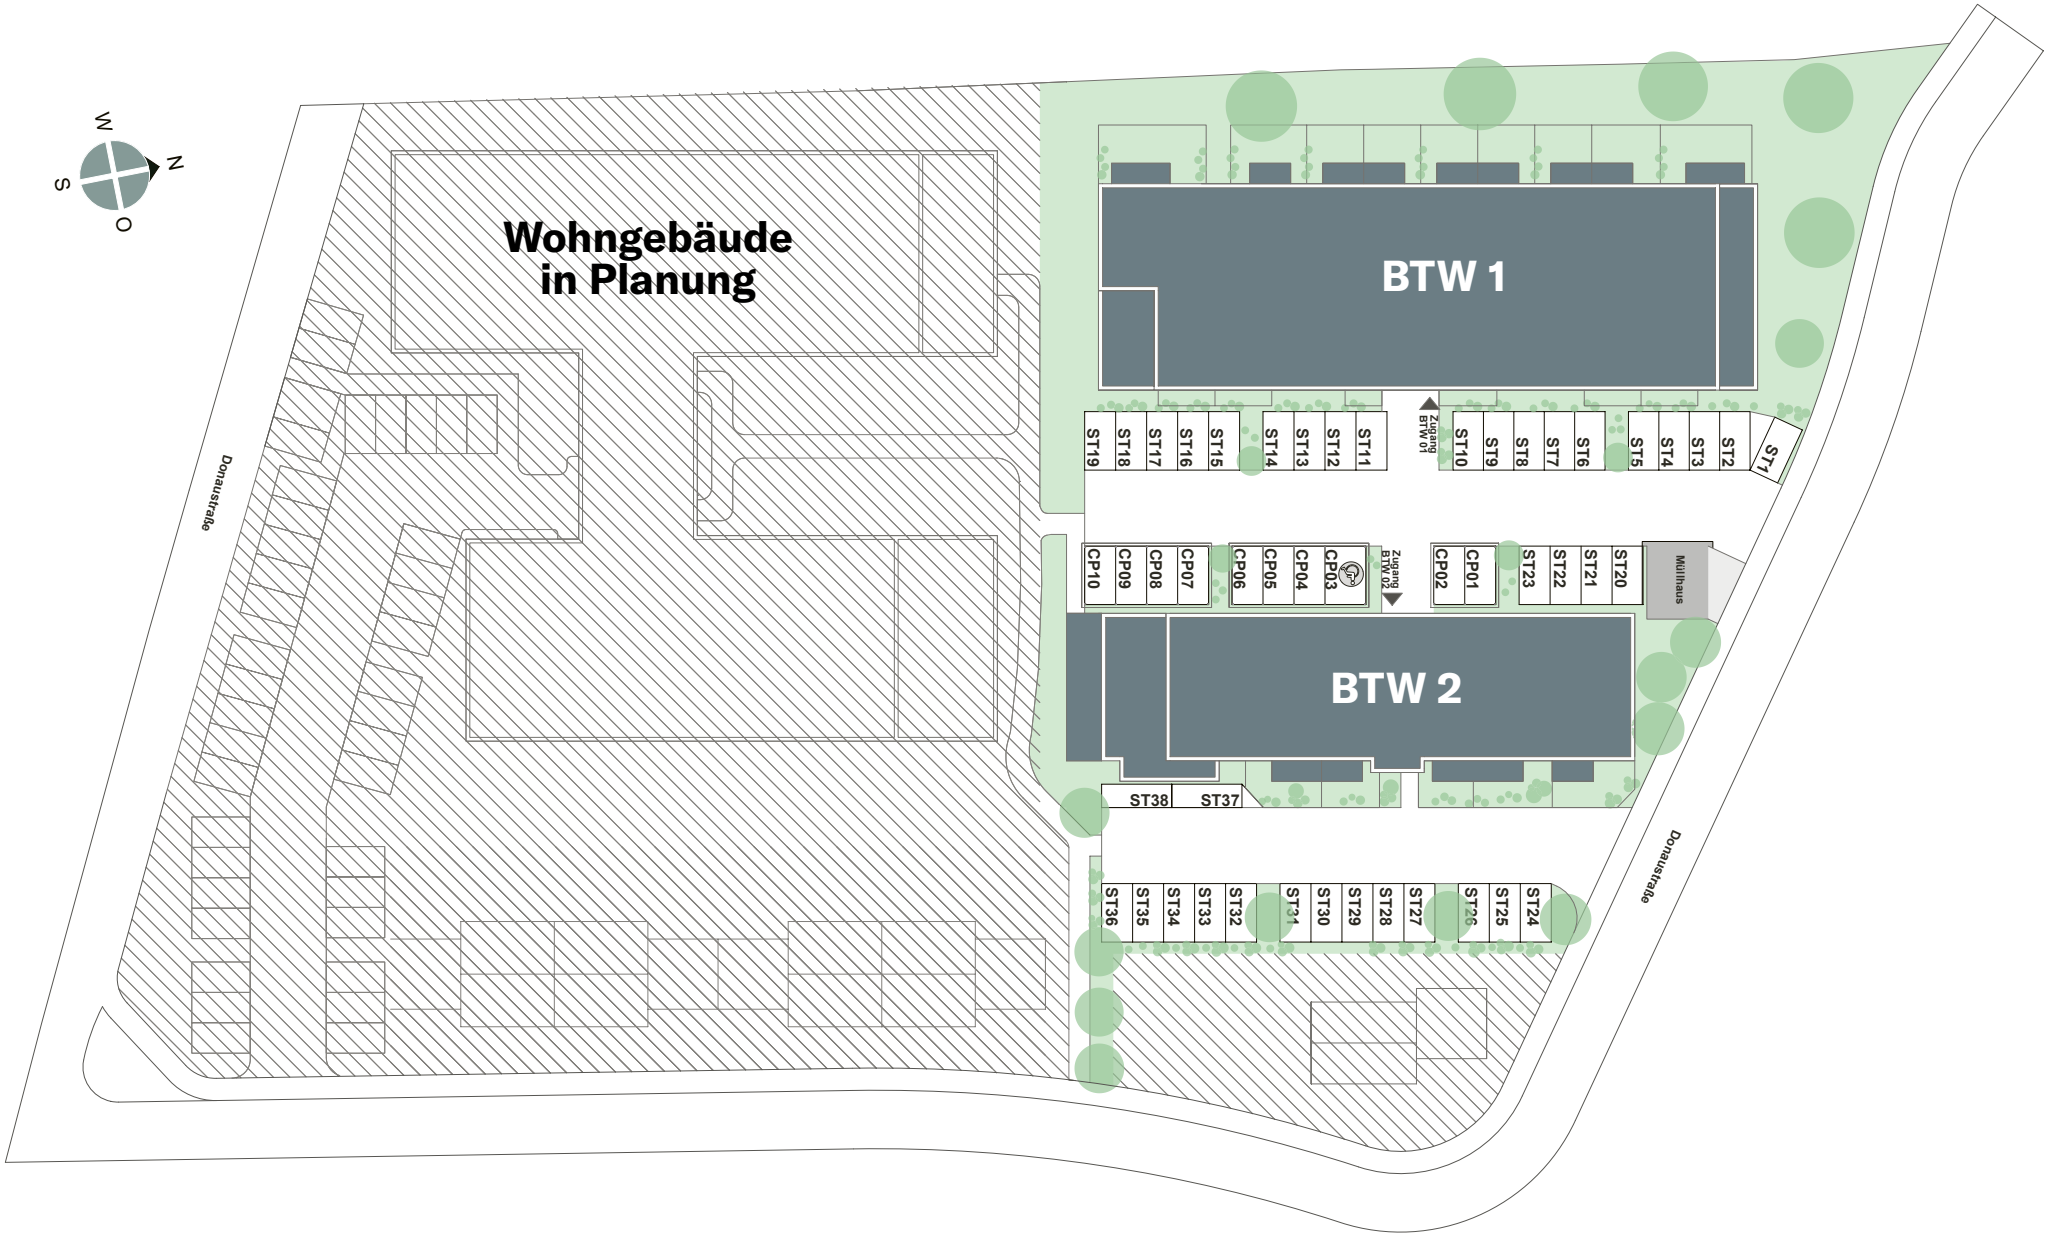 W
N
S
O
Wohngebäude
in Planung
BTW 1
Donaustraße
ST19
ST18
ST17
ST16
ST15
ST14
ST13
ST12
ST11
Zugang
BTW 01
ST10
ST9
ST8
ST7
ST6
ST5
ST4
ST3
ST2
ST1
CP10
CP09
CP08
CP07
CP06
CP05
CP04
CP03
Zugang
BTW 02
CP02
CP01
ST23
ST22
ST21
ST20
Müllhaus
BTW 2
ST38
ST37
Donaustraße
ST36
ST35
ST34
ST33
ST32
ST31
ST30
ST29
ST28
ST27
ST26
ST25
ST24